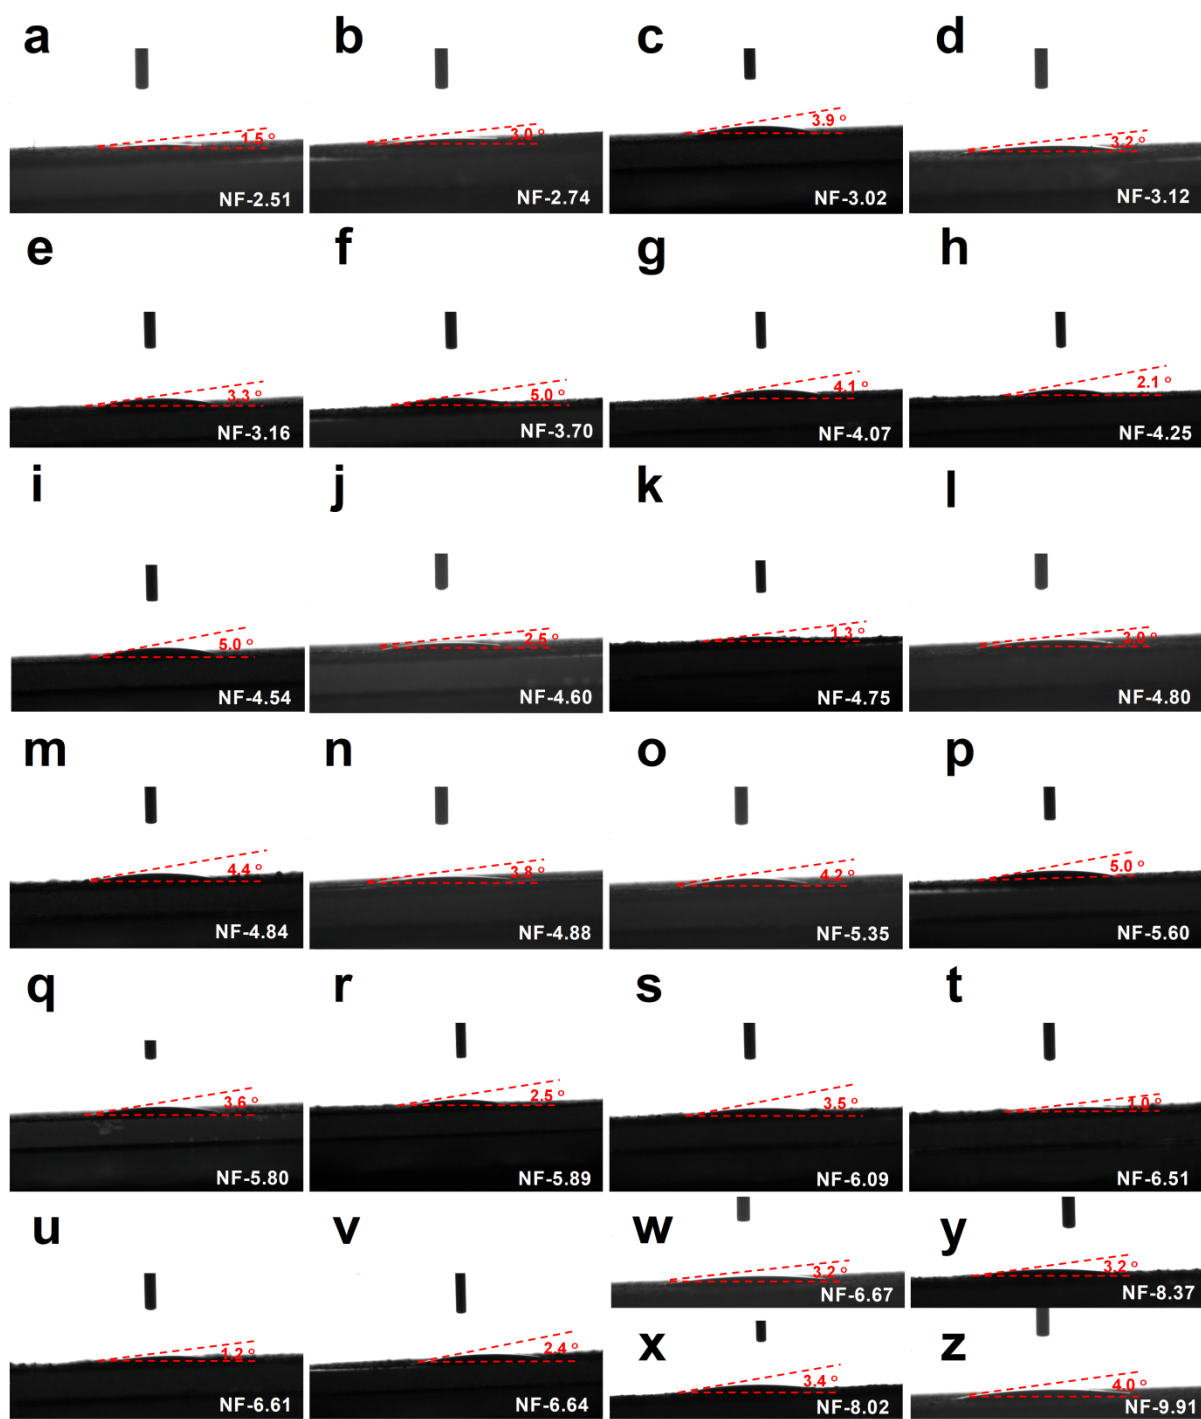 a
1.5 °
NF-2.51
b
3.0 °
NF-2.74
c
3.9 °
NF-3.02
d
3.2 °
NF-3.12
e
3.3 °
NF-3.16
f
5.0 °
NF-3.70
g
4.1 °
NF-4.07
h
2.1 °
NF-4.25
i
5.0 °
NF-4.54
j
2.5 °
NF-4.60
k
1.3 °
NF-4.75
l
3.0 °
NF-4.80
m
4.4 °
NF-4.84
n
3.8 °
NF-4.88
o
4.2 °
NF-5.35
p
5.0 °
NF-5.60
q
3.6 °
NF-5.80
r
2.5 °
NF-5.89
s
3.5 °
NF-6.09
t
1.0 °
NF-6.51
u
1.2 °
NF-6.61
v
2.4 °
NF-6.64
w
3.2 °
NF-6.67
y
3.2 °
NF-8.37
x
3.4 °
NF-8.02
z
4.0 °
NF-9.91